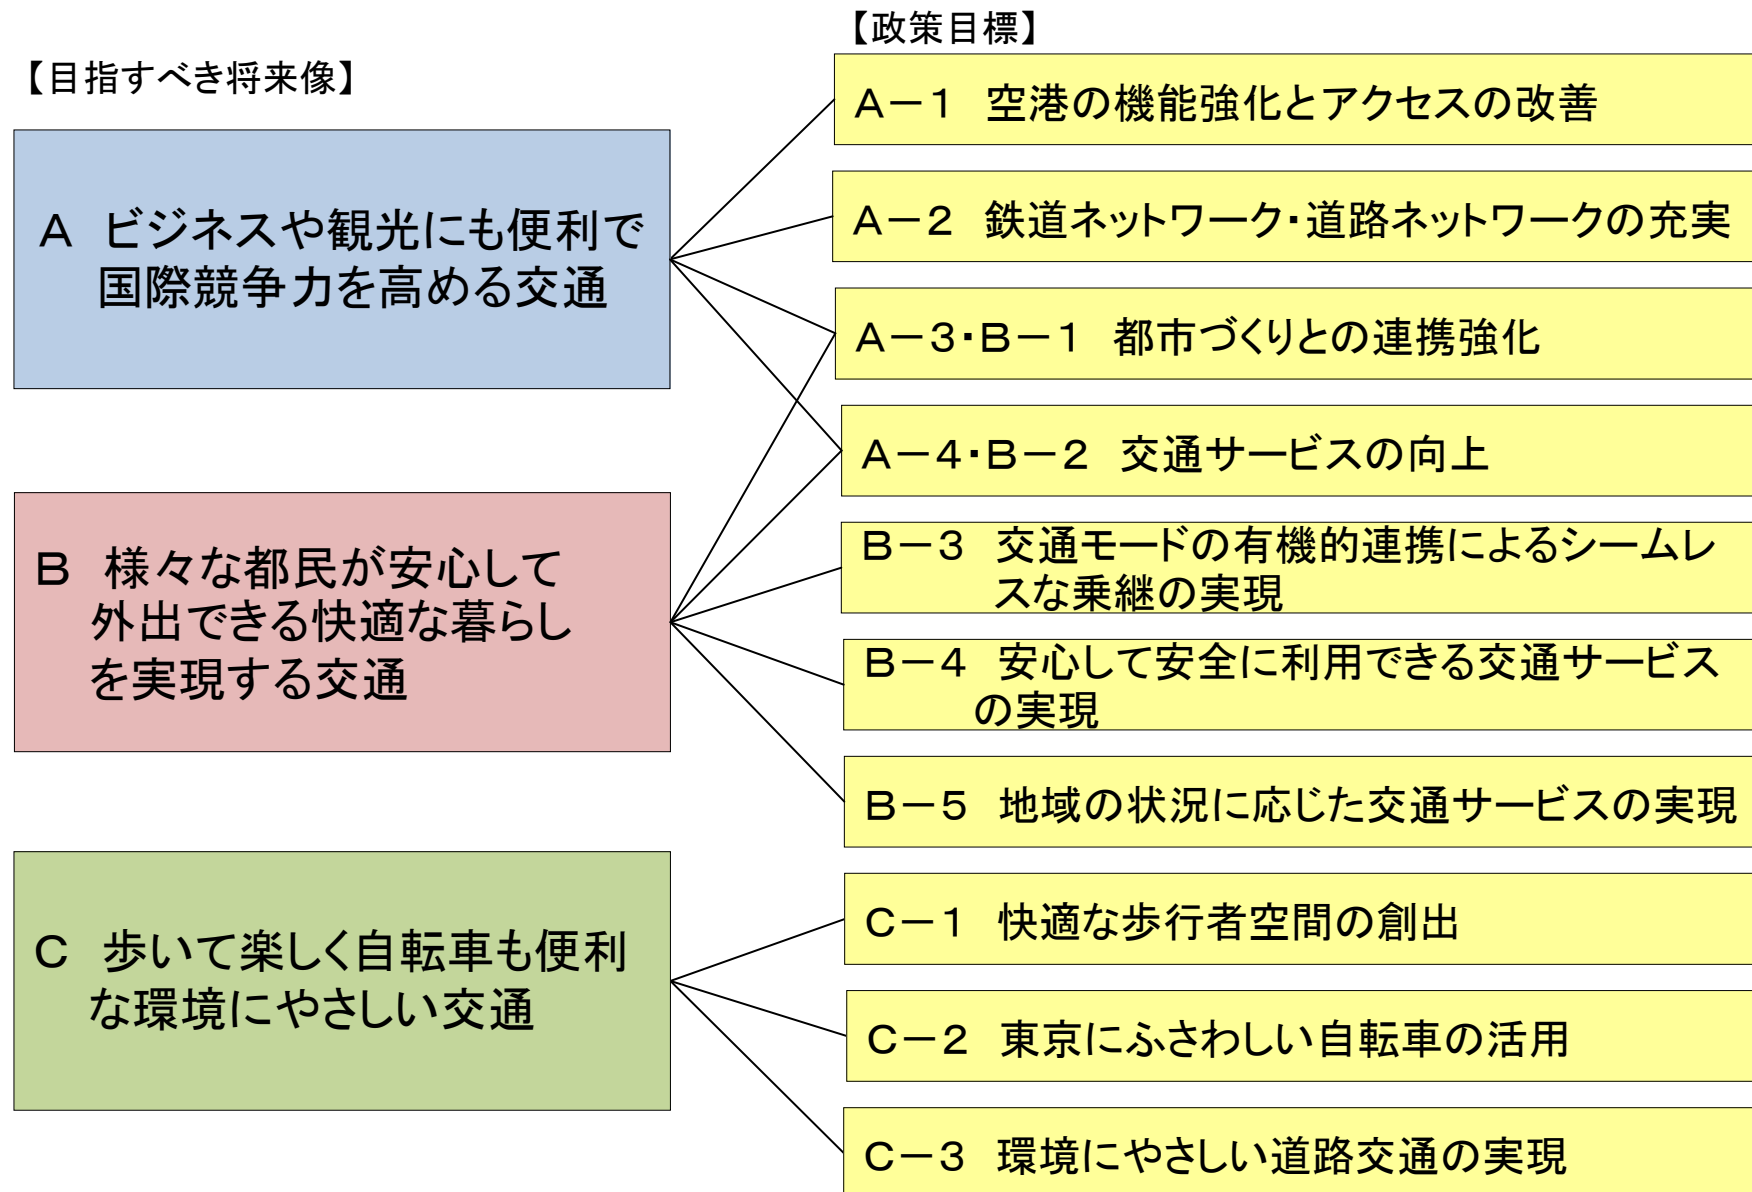 【目指すべき将来像】
A ビジネスや観光にも便利で
国際競争力を高める交通
B 様々な都民が安心して
外出できる快適な暮らし
を実現する交通
C 歩いて楽しく自転車も便利
な環境にやさしい交通
【政策目標】
A－1 空港の機能強化とアクセスの改善
A－2 鉄道ネットワーク・道路ネットワークの充実
A－3・B－1 都市づくりとの連携強化
A－4・B－2 交通サービスの向上
B－3 交通モードの有機的連携によるシームレ
スな乗継の実現
B－4 安心して安全に利用できる交通サービス
の実現
B－5 地域の状況に応じた交通サービスの実現
C－1 快適な歩行者空間の創出
C－2 東京にふさわしい自転車の活用
C－3 環境にやさしい道路交通の実現